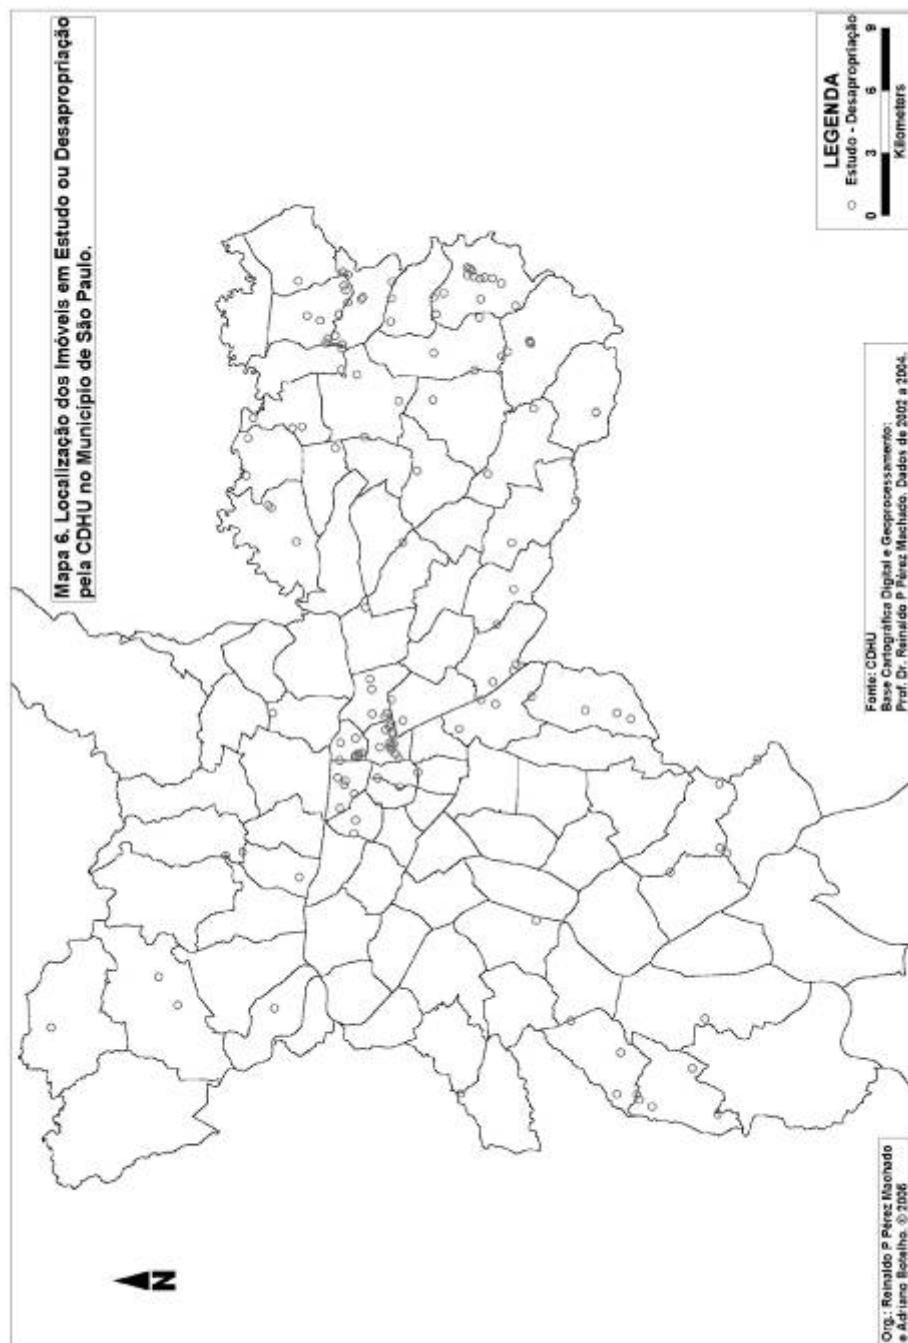 Mapa 6. Localização dos Imóveis em Estudo ou Desapropriação
pela CDHU no Município de São Paulo.
N
LEGENDA
Estudo - Desapropriação
0 3 6 9
Kilometers
Fonte: CDHU
Base Cartográfica Digital e Geoprocessamento:
Prof. Dr. Reinaldo P Pérez Machado. Dados de 2002 a 2004.
Org.: Reinaldo P Pérez Machado
e Adriano Botelho. © 2006